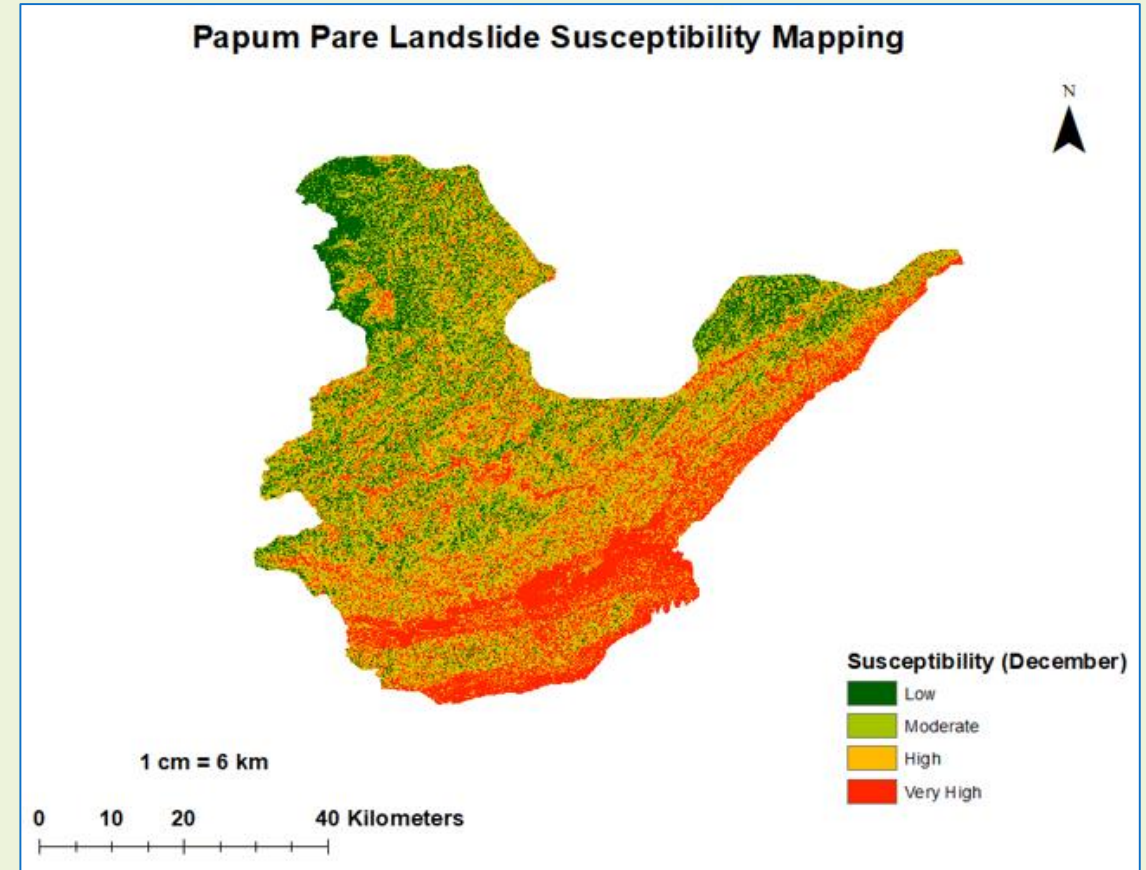 Papum Pare Landslide Susceptibility Mapping
N
Susceptibility (December)
Low
Moderate
High
Very High
1 cm = 6 km
0 10 20 40 Kilometers